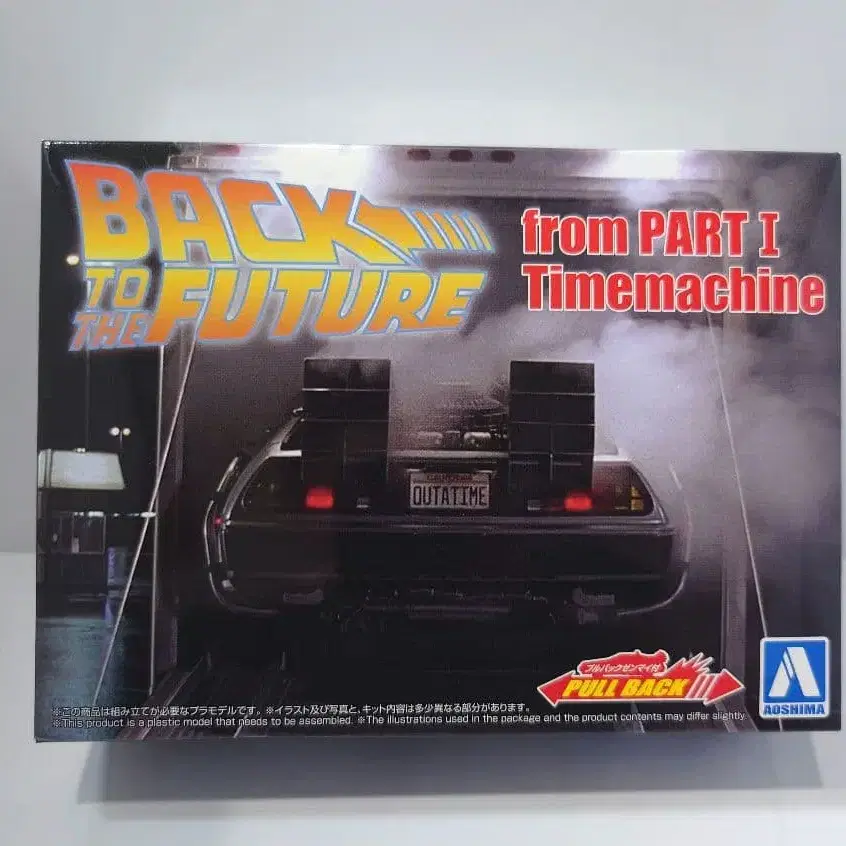 BACK
TO THE FUTURE
from PART I
Timemachine
OUTATIME
プルバックゼンマイ付
PULL BACK
AOSHIMA
※この商品は組み立てが必要なプラモデルです。※イラスト及び写真と、キット内容は多少異なる部分があります。
※This product is a plastic model that needs to be assembled. ※The illustrations used in the package and the product contents may differ slightly.